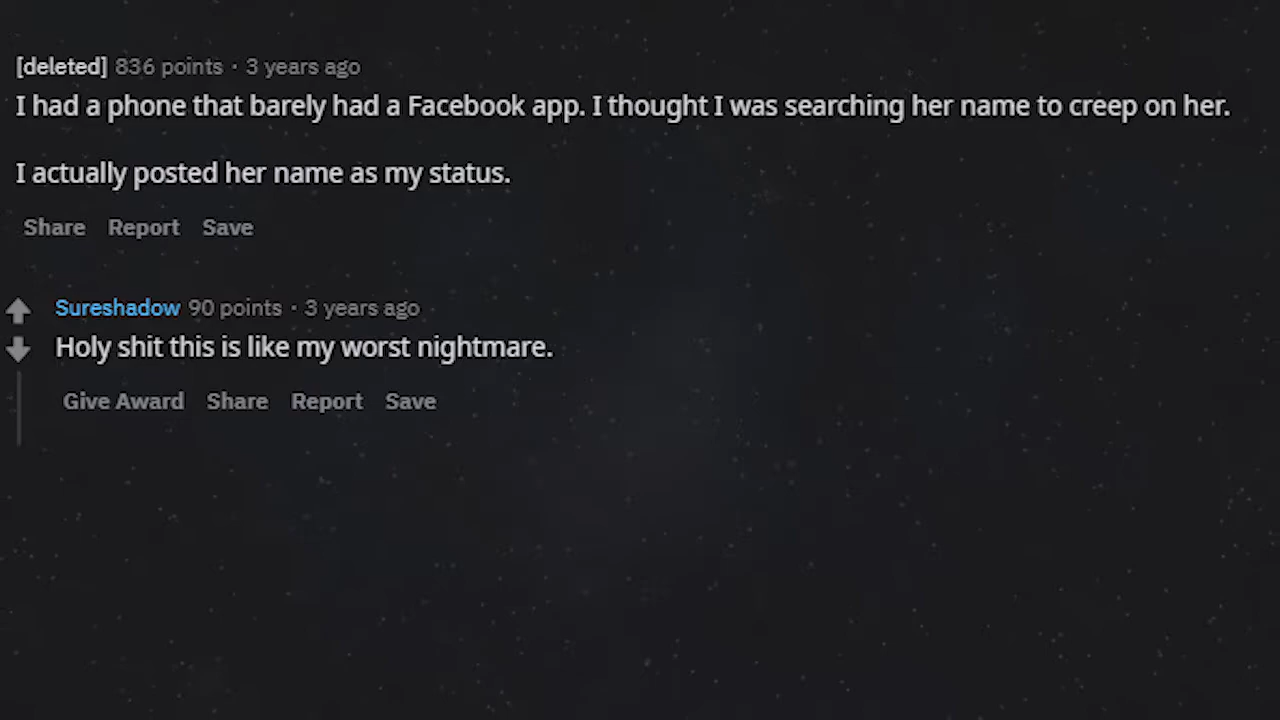 [deleted] 836 points · 3 years ago
I had a phone that barely had a Facebook app. I thought I was searching her name to creep on her.
I actually posted her name as my status.
Share Report Save
Sureshadow 90 points · 3 years ago
Holy shit this is like my worst nightmare.
Give Award Share Report Save